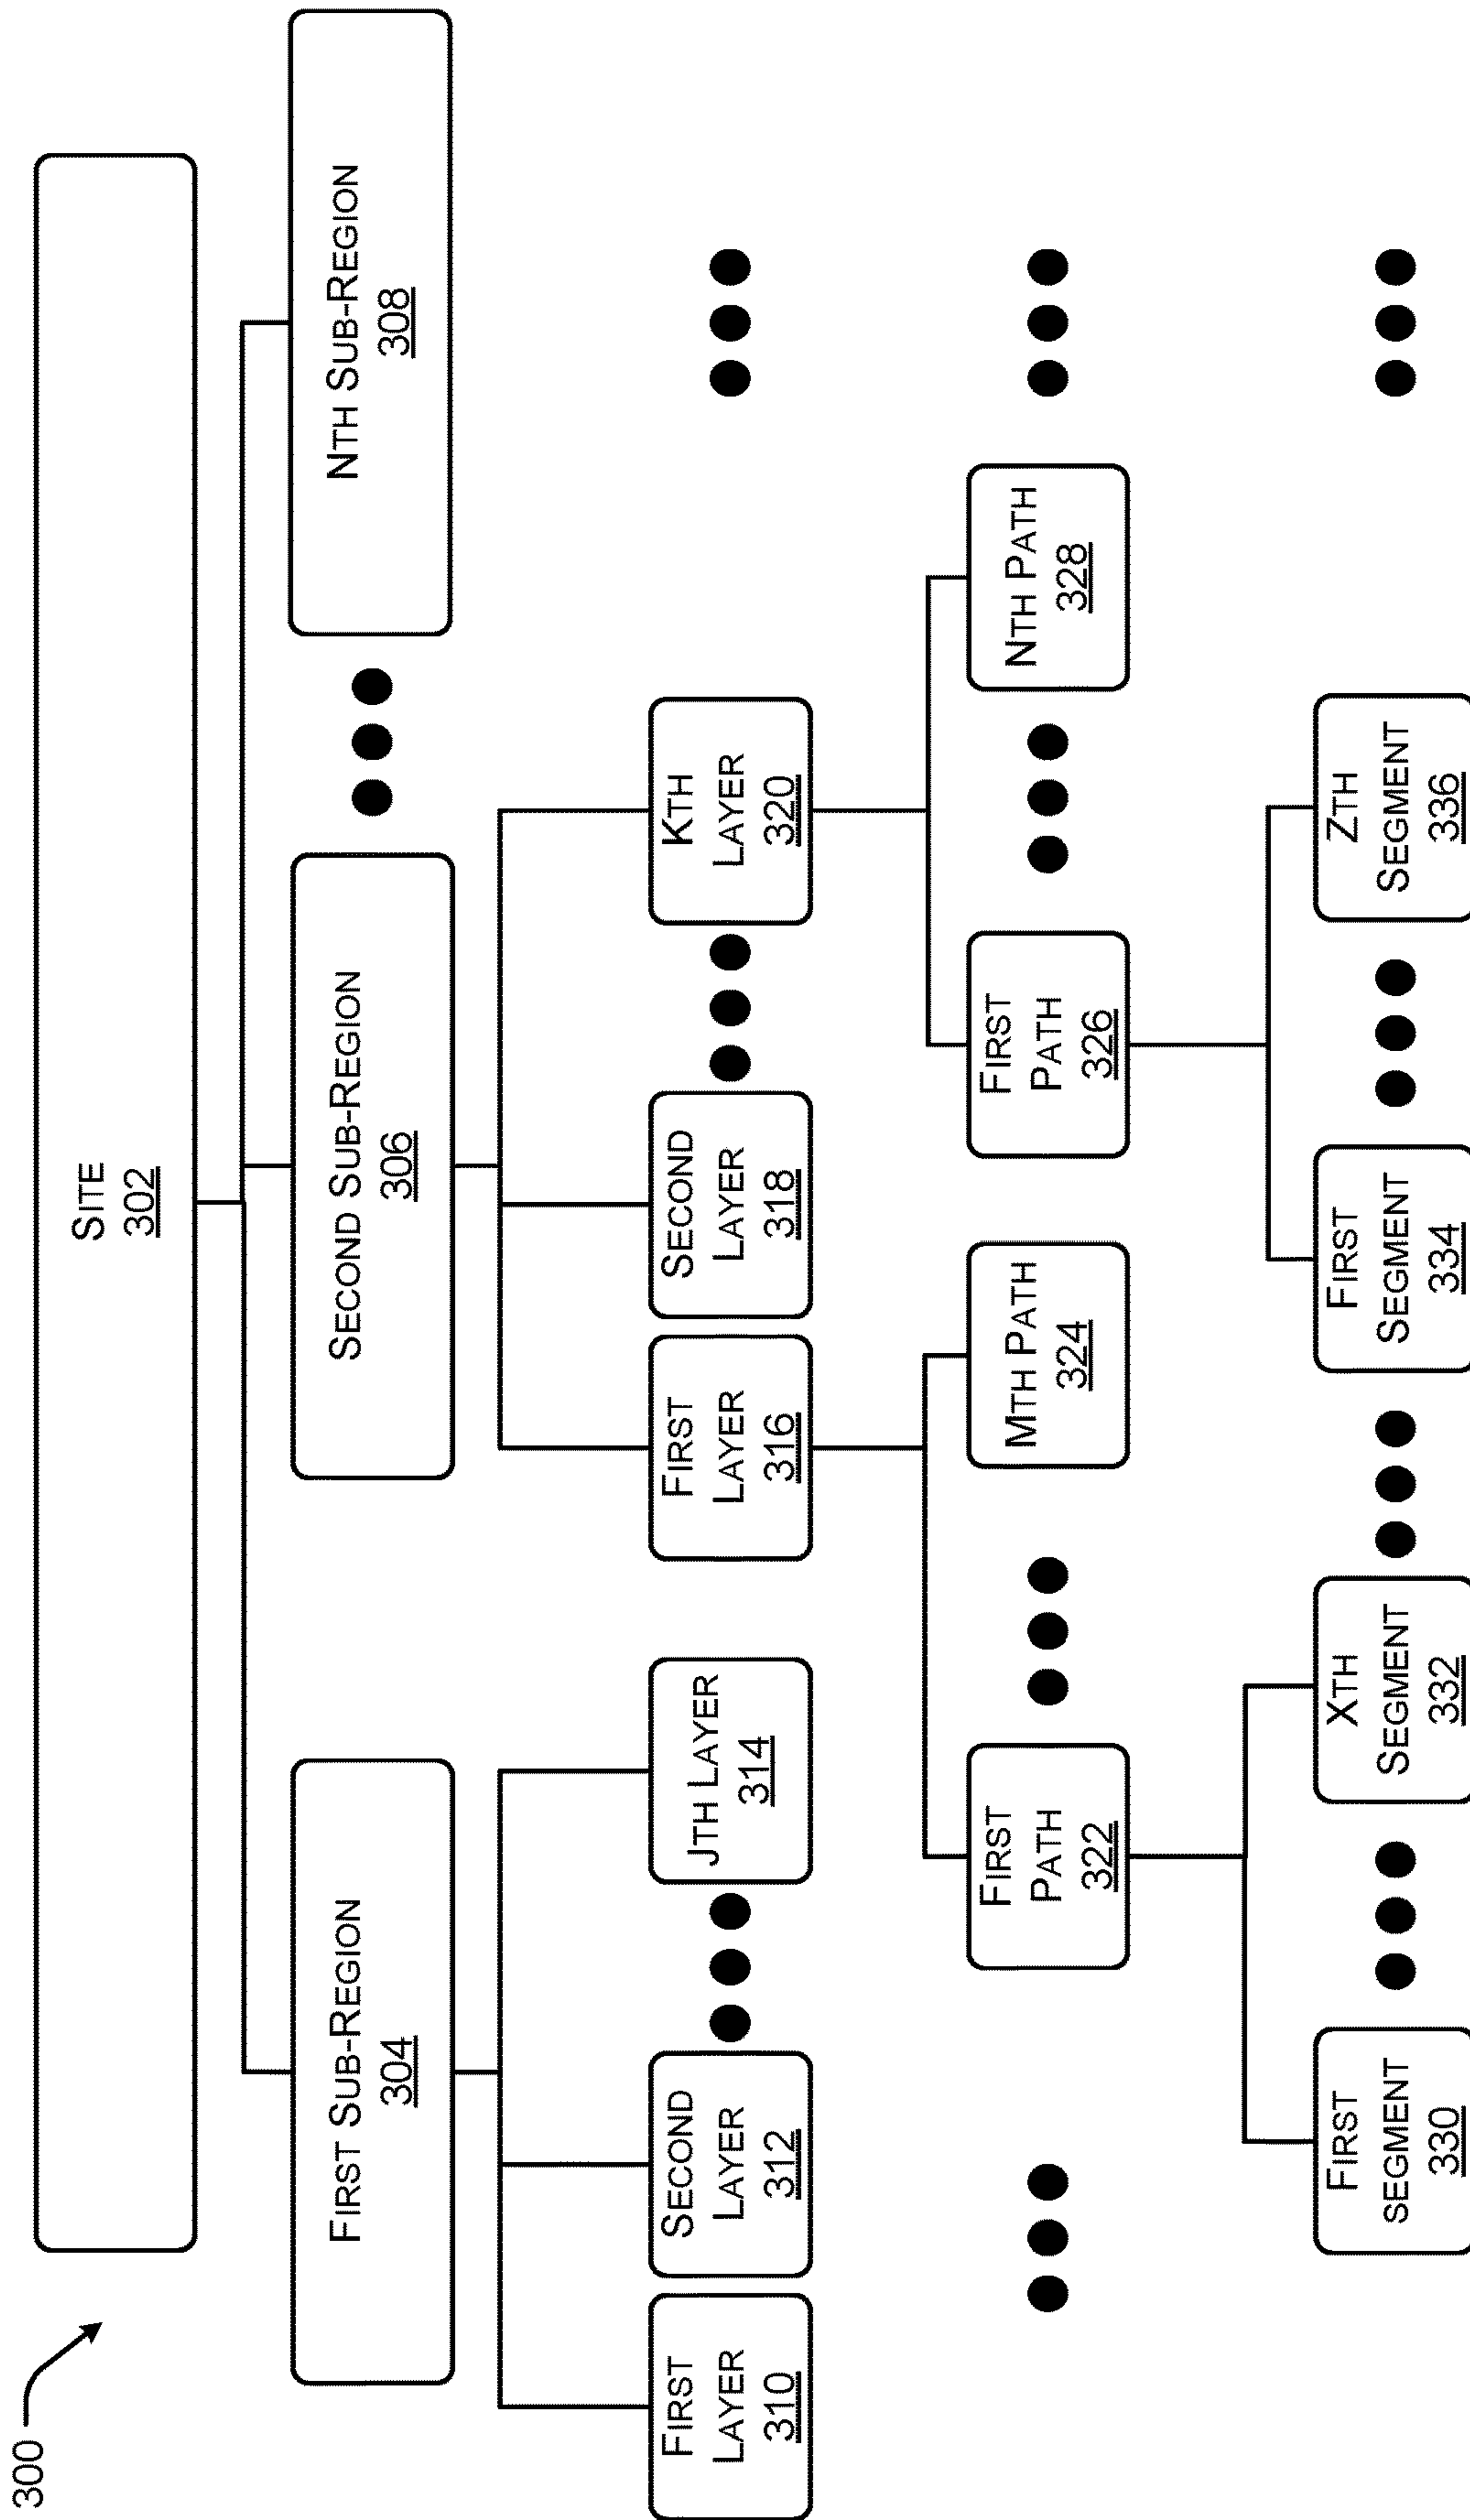 300
SITE
302
FIRST SUB-REGION
304
SECOND SUB-REGION
306
NTH SUB-REGION
308
FIRST
LAYER
310
SECOND
LAYER
312
JTH LAYER
314
FIRST
LAYER
316
SECOND
LAYER
318
KTH
LAYER
320
FIRST
PATH
322
MTH PATH
324
FIRST
PATH
326
NTH PATH
328
FIRST
SEGMENT
330
XTH
SEGMENT
332
FIRST
SEGMENT
334
ZTH
SEGMENT
336